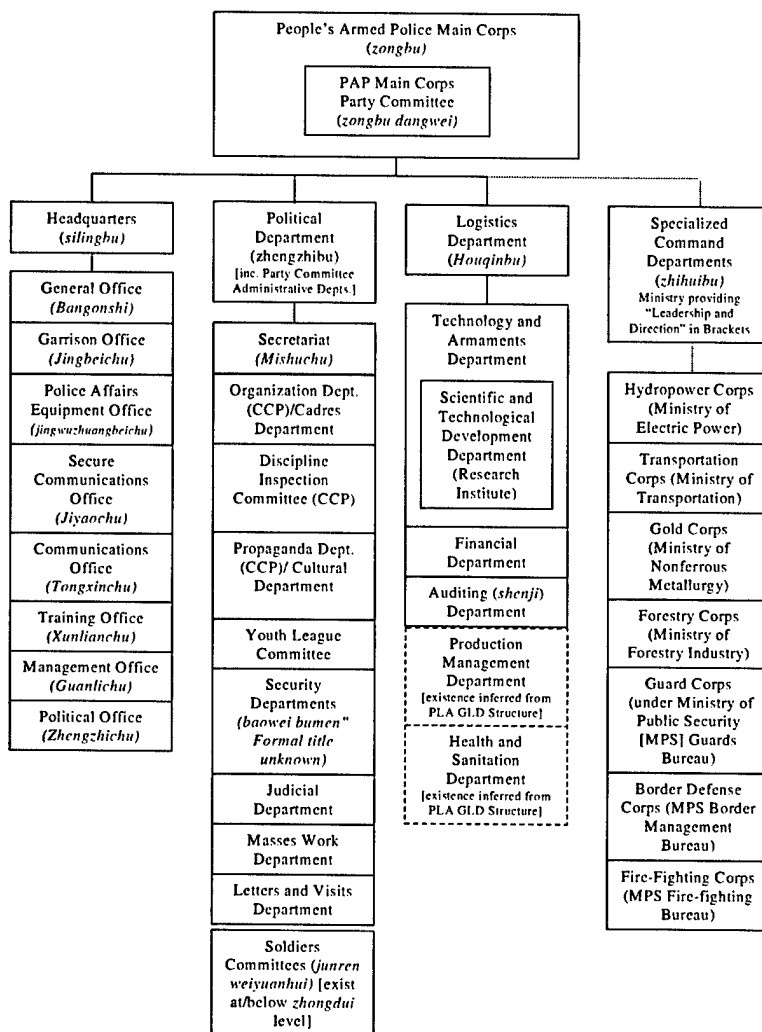 People's Armed Police Main Corps
(zongbu)
PAP Main Corps
Party Committee
(zongbu dangwei)
Headquarters
(silingbu)
General Office
(Bangonshi)
Garrison Office
(Jingbeichu)
Police Affairs
Equipment Office
(jingwuzhuangbeichu)
Secure
Communications
Office
(Jiyaochu)
Communications
Office
(Tongxinchu)
Training Office
(Xunlianchu)
Management Office
(Guanlichu)
Political Office
(Zhengzhichu)
Political
Department
(zhengzhibu)
[inc. Party Committee
Administrative Depts.]
Secretariat
(Mishuchu)
Organization Dept.
(CCP)/Cadres
Department
Discipline
Inspection
Committee (CCP)
Propaganda Dept.
(CCP)/ Cultural
Department
Youth League
Committee
Security
Departments
(baowei bumen"
Formal title
unknown)
Judicial
Department
Masses Work
Department
Letters and Visits
Department
Soldiers
Committees (junren
weiyuanhui) [exist
at/below zhongdui
level]
Logistics
Department
(Houqinbu)
Technology and
Armaments
Department
Scientific and
Technological
Development
Department
(Research
Institute)
Financial
Department
Auditing (shenji)
Department
Production
Management
Department
[existence inferred from
PLA GLD Structure]
Health and
Sanitation
Department
[existence inferred from
PLA GLD Structure]
Specialized
Command
Departments
(zhihuibu)
Ministry providing
"Leadership and
Direction" in Brackets
Hydropower Corps
(Ministry of
Electric Power)
Transportation
Corps (Ministry of
Transportation)
Gold Corps
(Ministry of
Nonferrous
Metallurgy)
Forestry Corps
(Ministry of
Forestry Industry)
Guard Corps
(under Ministry of
Public Security
[MPS] Guards
Bureau)
Border Defense
Corps (MPS Border
Management
Bureau)
Fire-Fighting Corps
(MPS Fire-fighting
Bureau)